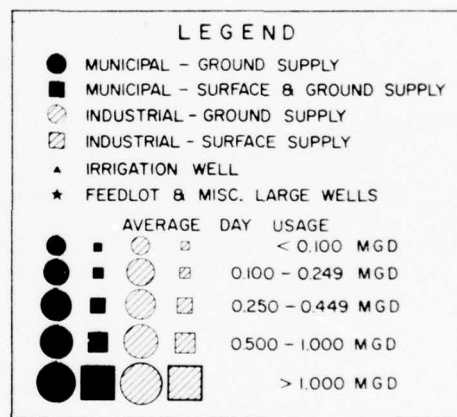 LEGEND
MUNICIPAL - GROUND SUPPLY
MUNICIPAL - SURFACE & GROUND SUPPLY
INDUSTRIAL - GROUND SUPPLY
INDUSTRIAL - SURFACE SUPPLY
IRRIGATION WELL
FEEDLOT & MISC. LARGE WELLS
AVERAGE DAY USAGE
< 0.100 MGD
0.100 - 0.249 MGD
0.250 - 0.449 MGD
0.500 - 1.000 MGD
> 1.000 MGD